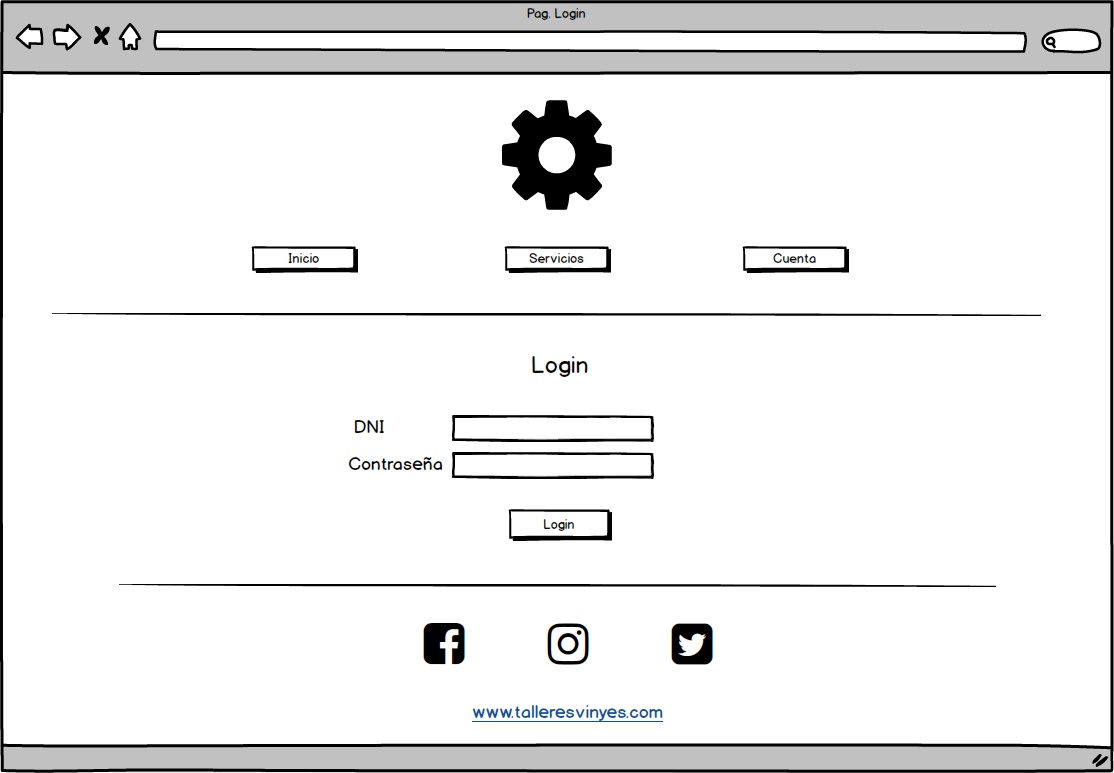 Pag. Login
Inicio Servicios Cuenta
Login
DNI
Contraseña
Login
www.talleresvinyes.com